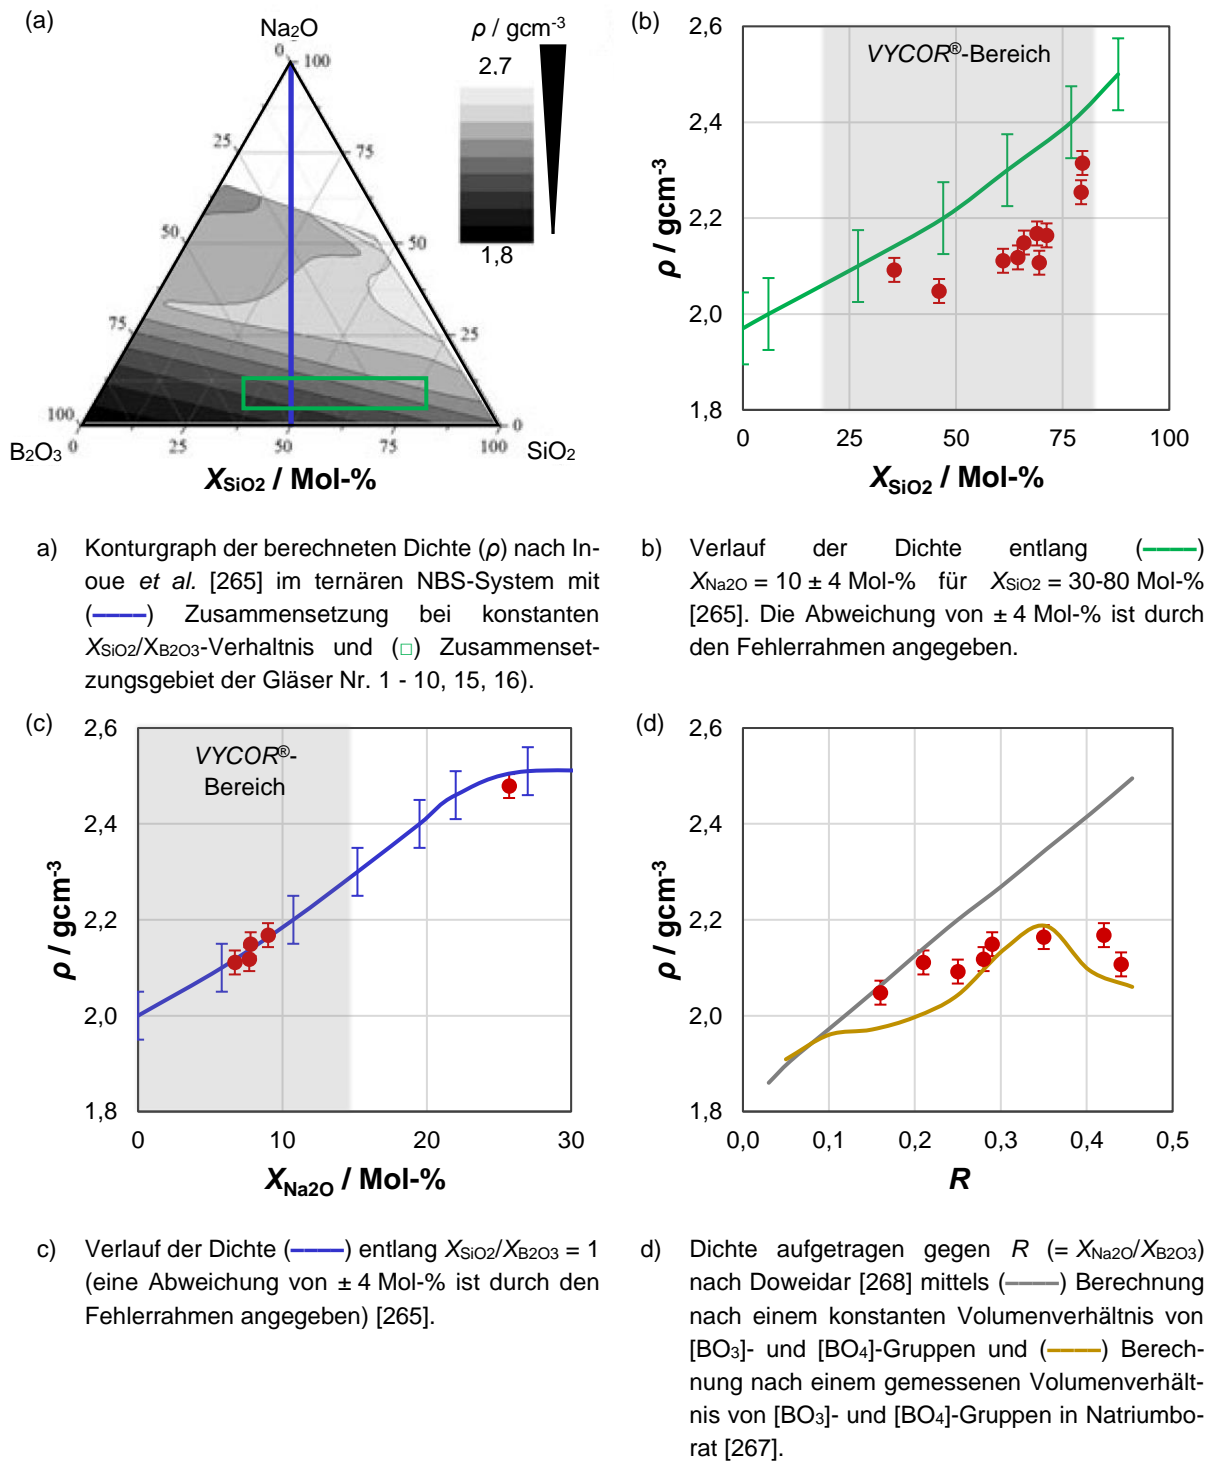 (a)
Na2O
ρ / gcm-3
0
100
2.7
25
75
50
50
1,8
75
25
100
0
B2O3
0
25
50
75
100
SiO2
XSiO2 / Mol-%
(b)
2,6
VYCOR®-Bereich
2,4
ρ / gcm-3
2,2
2,0
1,8
0
25
50
75
100
XSiO2 / Mol-%
a) Konturgraph der berechneten Dichte (ρ) nach In-
oue et al. [265] im ternären NBS-System mit
(——) Zusammensetzung bei konstanten
XSiO2/XB2O3-Verhaltnis und (□) Zusammenset-
zungsgebiet der Gläser Nr. 1 - 10, 15, 16).
b) Verlauf der Dichte entlang (——)
XNa2O = 10 ± 4 Mol-% für XSiO2 = 30-80 Mol-%
[265]. Die Abweichung von ± 4 Mol-% ist durch
den Fehlerrahmen angegeben.
(c)
2,6
VYCOR®-
Bereich
2,4
ρ / gcm-3
2,2
2,0
1,8
0
10
20
30
XNa2O / Mol-%
(d)
2,6
2,4
ρ / gcm-3
2,2
2,0
1,8
0,0
0,1
0,2
0,3
0,4
0,5
R
c) Verlauf der Dichte (——) entlang XSiO2/XB2O3 = 1
(eine Abweichung von ± 4 Mol-% ist durch den
Fehlerrahmen angegeben) [265].
d) Dichte aufgetragen gegen R (= XNa2O/XB2O3)
nach Doweidar [268] mittels (——) Berechnung
nach einem konstanten Volumenverhältnis von
[BO3]- und [BO4]-Gruppen und (——) Berech-
nung nach einem gemessenen Volumenverhält-
nis von [BO3]- und [BO4]-Gruppen in Natriumbo-
rat [267].